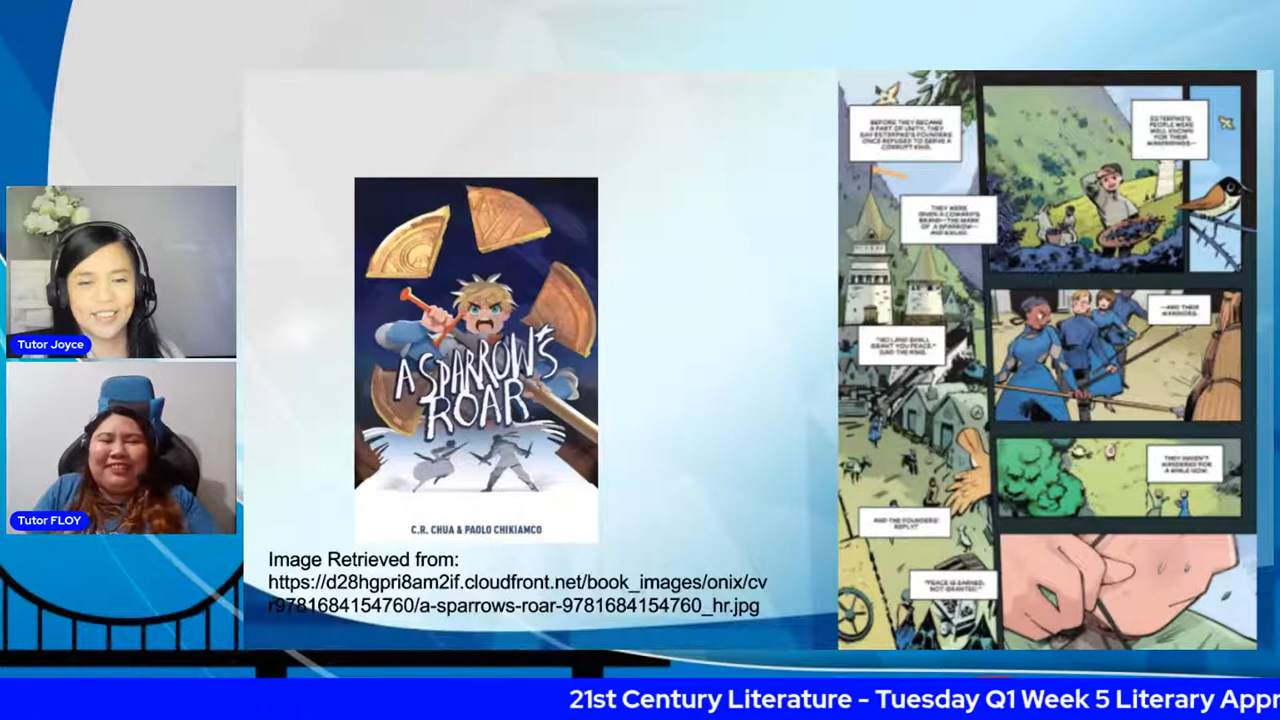 Tutor Joyce
Tutor FLOY
A SPARROW'S
ROAR
C.R. CHUA & PAOLO CHIKIAMCO
Image Retrieved from:
https://d28hgpri8am2if.cloudfront.net/book_images/onix/cv
r9781684154760/a-sparrows-roar-9781684154760_hr.jpg
BEFORE THEY BECAME
A PART OF UNITY, THEY
SAY ESTERPIKE'S FOUNDERS
ONCE REFUSED TO SERVE A
CORRUPT KING.
THEY WERE
GIVEN A COWARD'S
BRAND—THE MARK
OF A SPARROW—
AND EXILED.
"NO LAND SHALL
GRANT YOU PEACE,"
SAID THE KING.
AND THE FOUNDERS'
REPLY?
"PEACE IS EARNED,
NOT GRANTED."
ESTERPIKE'S
PEOPLE WERE
WELL KNOWN
FOR THEIR
—AND THEIR
WARRIORS.
THEY HAVEN'T
WANDERED FOR
A WHILE NOW.
21st Century Literature - Tuesday Q1 Week 5 Literary Appr